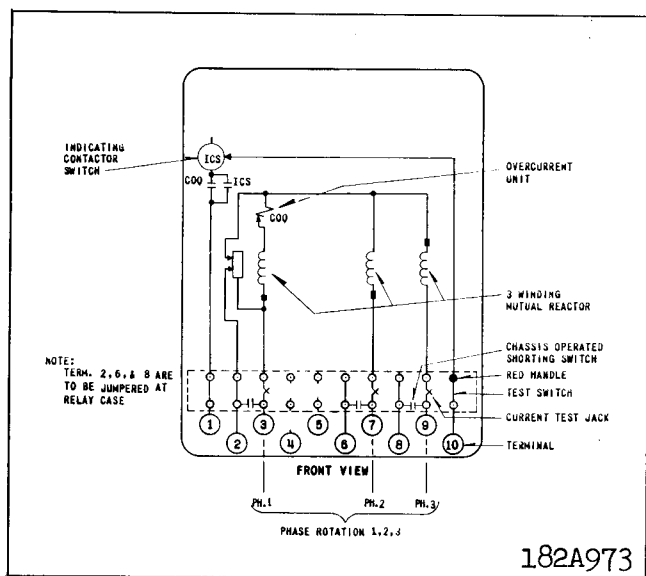 INDICATING
CONTACTOR
SWITCH
ICS
COQ
ICS
OVERCURRENT
UNIT
COQ
3 WINDING
MUTUAL REACTOR
CHASSIS OPERATED
SHORTING SWITCH
NOTE:
TERM. 2,6,& 8 ARE
TO BE JUMPERED AT
RELAY CASE
RED HANDLE
TEST SWITCH
CURRENT TEST JACK
1
2
3
4
5
6
7
8
9
10
TERMINAL
FRONT VIEW
PH.1
PH.2
PH.3
PHASE ROTATION 1,2,3
182A973